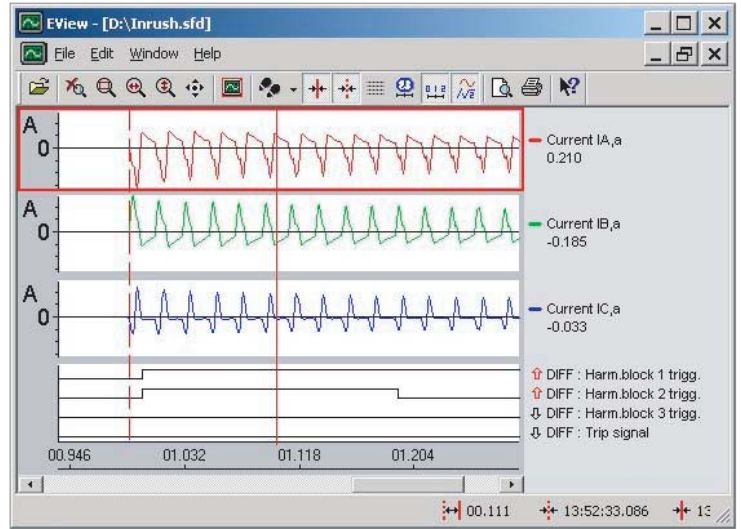 EView - [D:\Inrush.sfd]
File Edit Window Help
A
0
Current IA,a
0.210
A
0
Current IB,a
-0.185
A
0
Current IC,a
-0.033
DIFF : Harm.block 1 trigg.
DIFF : Harm.block 2 trigg.
DIFF : Harm.block 3 trigg.
DIFF : Trip signal
00.946 01.032 01.118 01.204
00.111 13:52:33.086 13